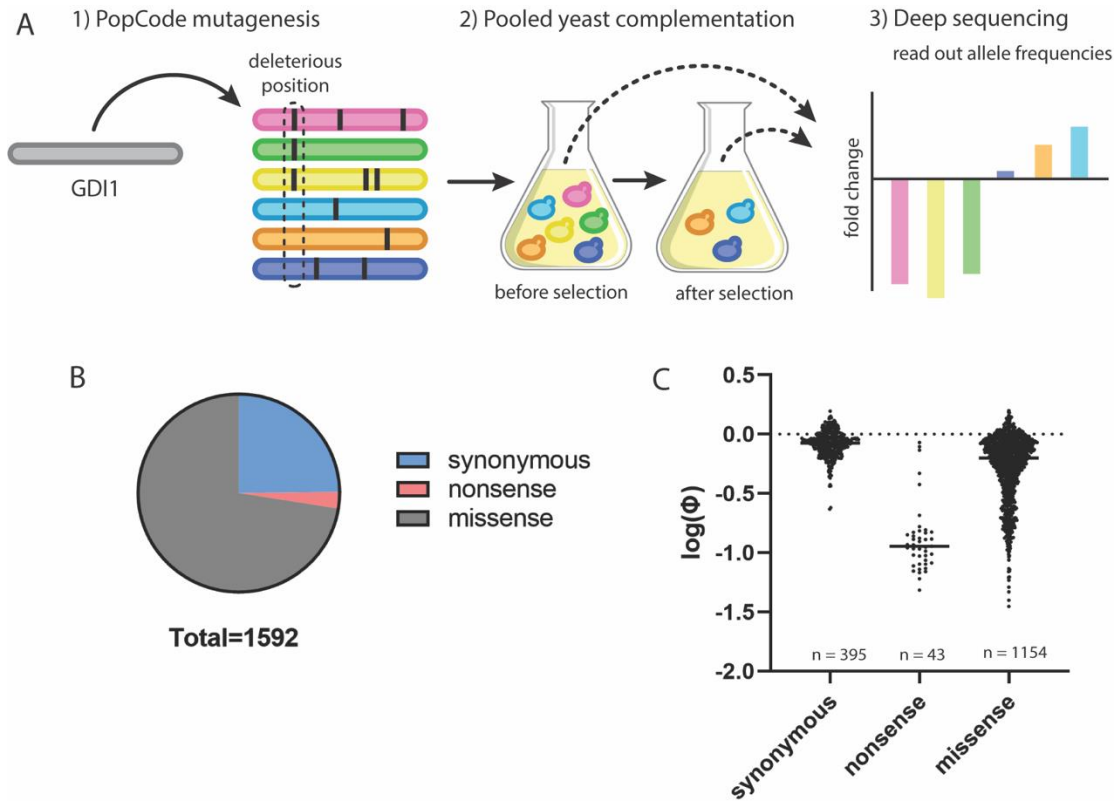 A
1) PopCode mutagenesis
2) Pooled yeast complementation
3) Deep sequencing
read out allele frequencies
deleterious
position
GDI1
before selection
after selection
fold change
B
synonymous
nonsense
missense
Total=1592
C
log(Φ)
0.5
0.0
-0.5
-1.0
-1.5
-2.0
n = 395
n = 43
n = 1154
synonymous
nonsense
missense